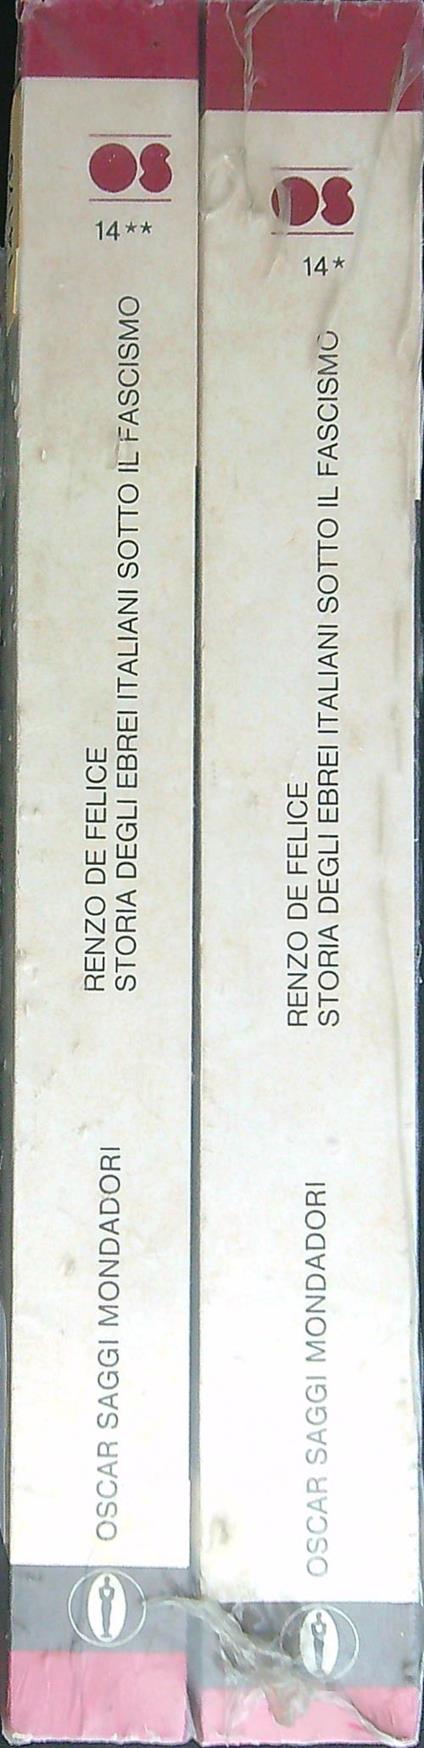 OS
14**
RENZO DE FELICE
STORIA DEGLI EBREI ITALIANI SOTTO IL FASCISMO
OSCAR SAGGI MONDADORI
OS
14*
RENZO DE FELICE
STORIA DEGLI EBREI ITALIANI SOTTO IL FASCISMO
OSCAR SAGGI MONDADORI